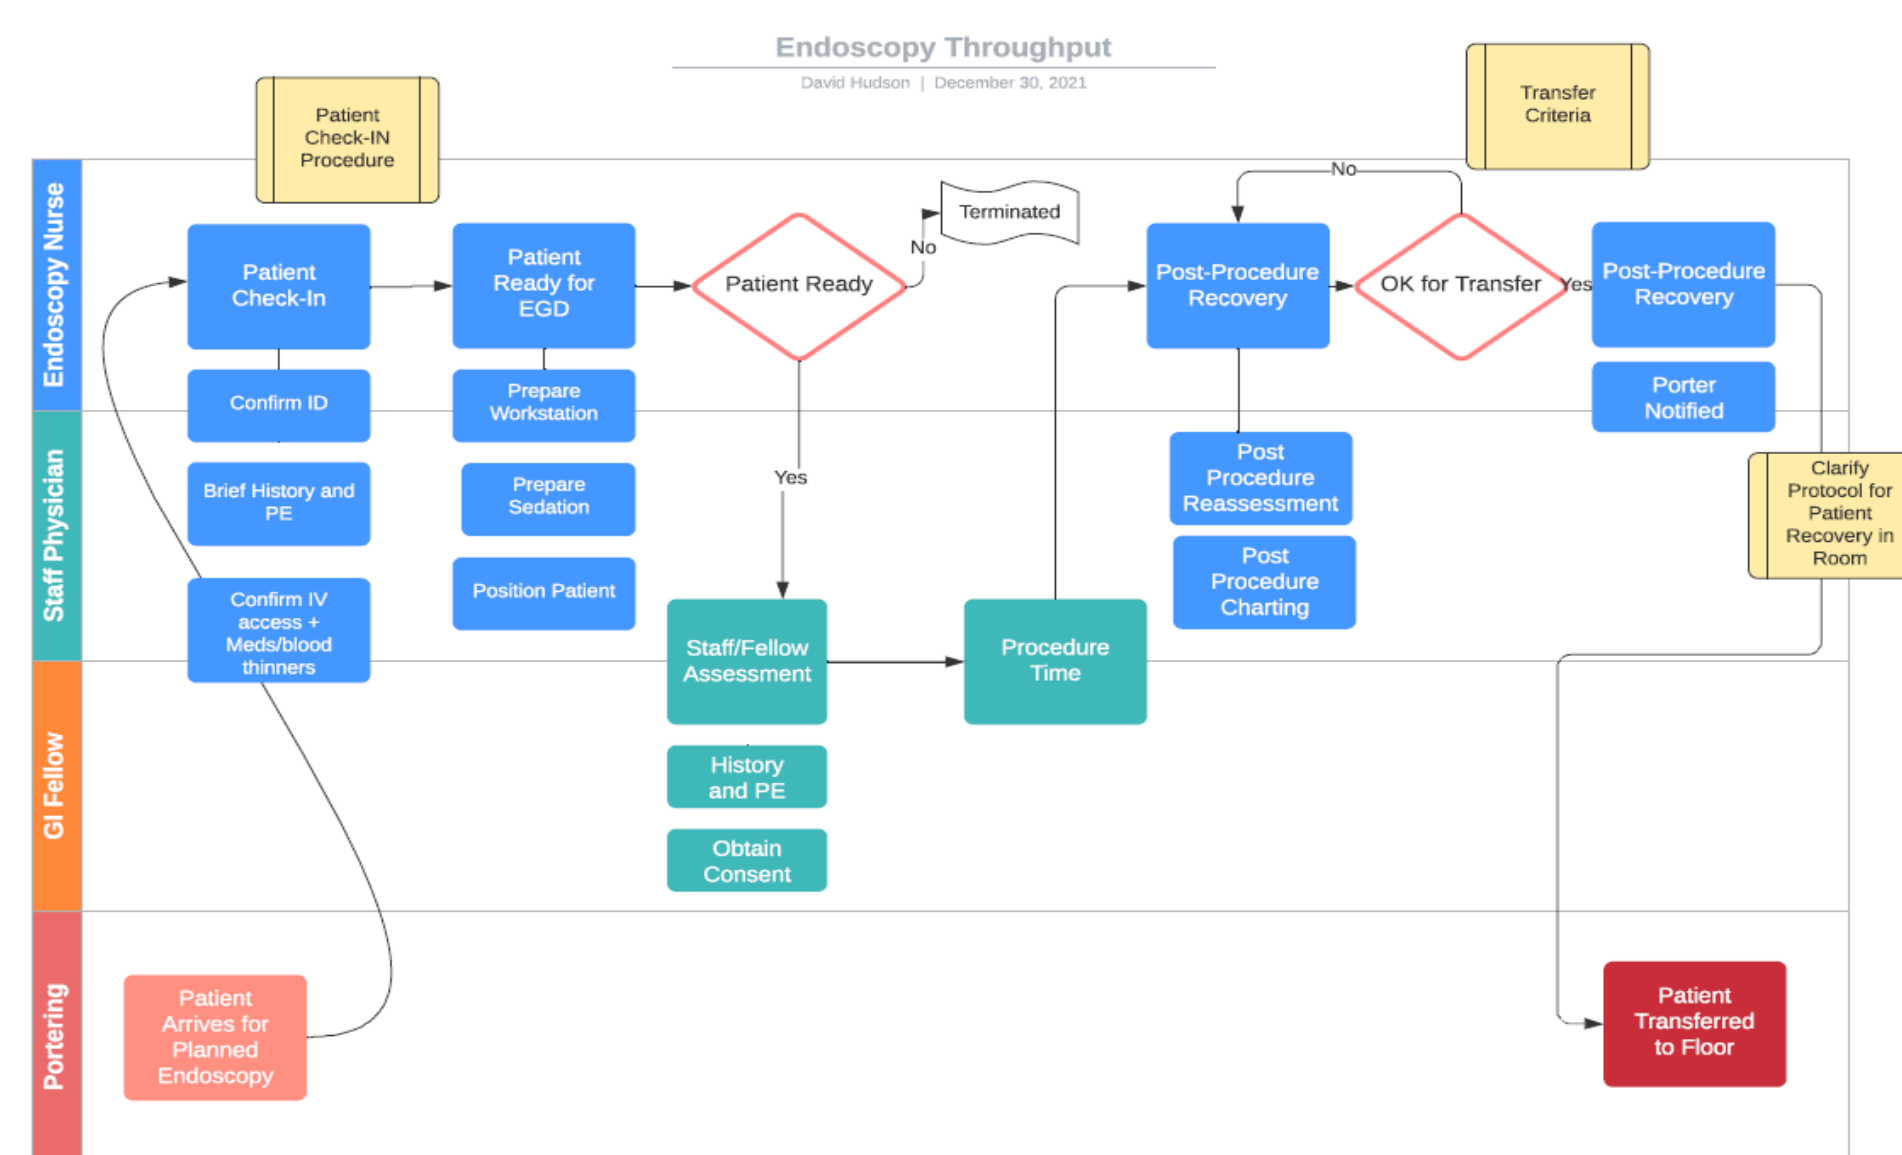 Endoscopy Throughput
David Hudson | December 30, 2021
Patient
Check-IN
Procedure
Transfer
Criteria
Endoscopy Nurse
Patient
Check-In
Confirm ID
Brief History and
PE
Confirm IV
access +
Meds/blood
thinners
Patient
Ready for
EGD
Prepare
Workstation
Prepare
Sedation
Position Patient
Patient Ready
No
Terminated
Yes
Staff Physician
Staff/Fellow
Assessment
History
and PE
Obtain
Consent
Procedure
Time
Post-Procedure
Recovery
Post
Procedure
Reassessment
Post
Procedure
Charting
No
OK for Transfer
Yes
Post-Procedure
Recovery
Porter
Notified
Clarify
Protocol for
Patient
Recovery in
Room
GI Fellow
Portering
Patient
Arrives for
Planned
Endoscopy
Patient
Transferred
to Floor